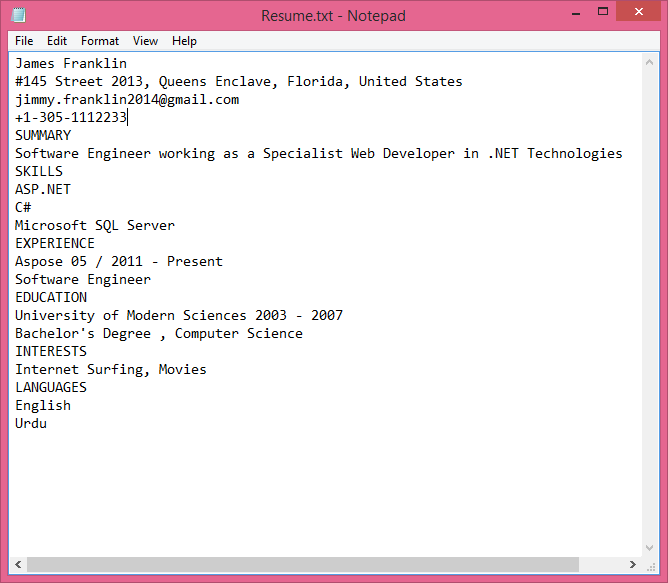 Resume.txt - Notepad
File Edit Format View Help
James Franklin
#145 Street 2013, Queens Enclave, Florida, United States
jimmy.franklin2014@gmail.com
+1-305-1112233
SUMMARY
Software Engineer working as a Specialist Web Developer in .NET Technologies
SKILLS
ASP.NET
C#
Microsoft SQL Server
EXPERIENCE
Aspose 05 / 2011 - Present
Software Engineer
EDUCATION
University of Modern Sciences 2003 - 2007
Bachelor's Degree , Computer Science
INTERESTS
Internet Surfing, Movies
LANGUAGES
English
Urdu